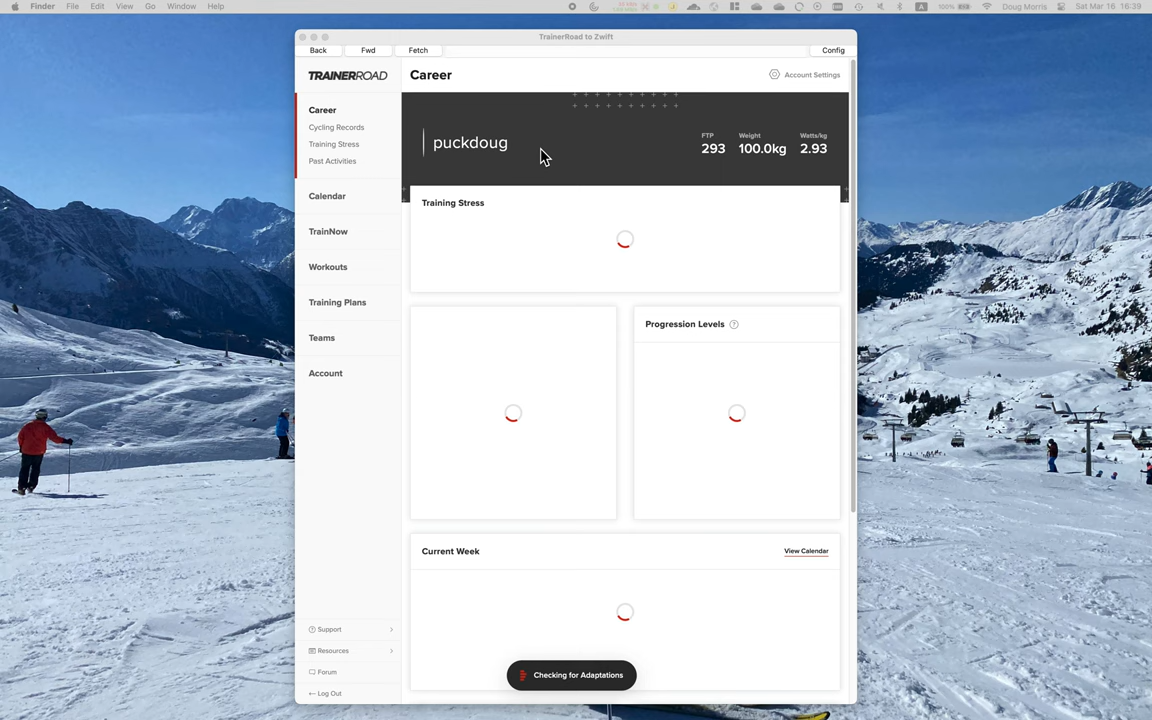 Finder File Edit View Go Window Help
100% Doug Morris Sat Mar 16 16:39
TrainerRoad to Zwift
Back Fwd Fetch Config
TRAINERROAD
Career
Account Settings
Career
Cycling Records
Training Stress
Past Activities
Calendar
TrainNow
Workouts
Training Plans
Teams
Account
puckdoug
FTP Weight Watts/kg
293 100.0kg 2.93
Training Stress
Progression Levels ?
Current Week View Calendar
Checking for Adaptations
Support
Resources
Forum
Log Out